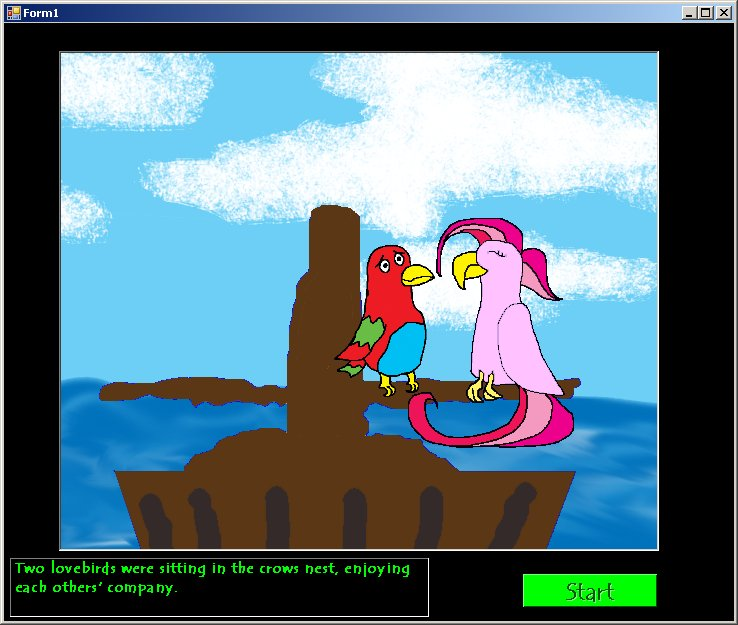 Form1
Two lovebirds were sitting in the crows nest, enjoying
each others' company.
Start